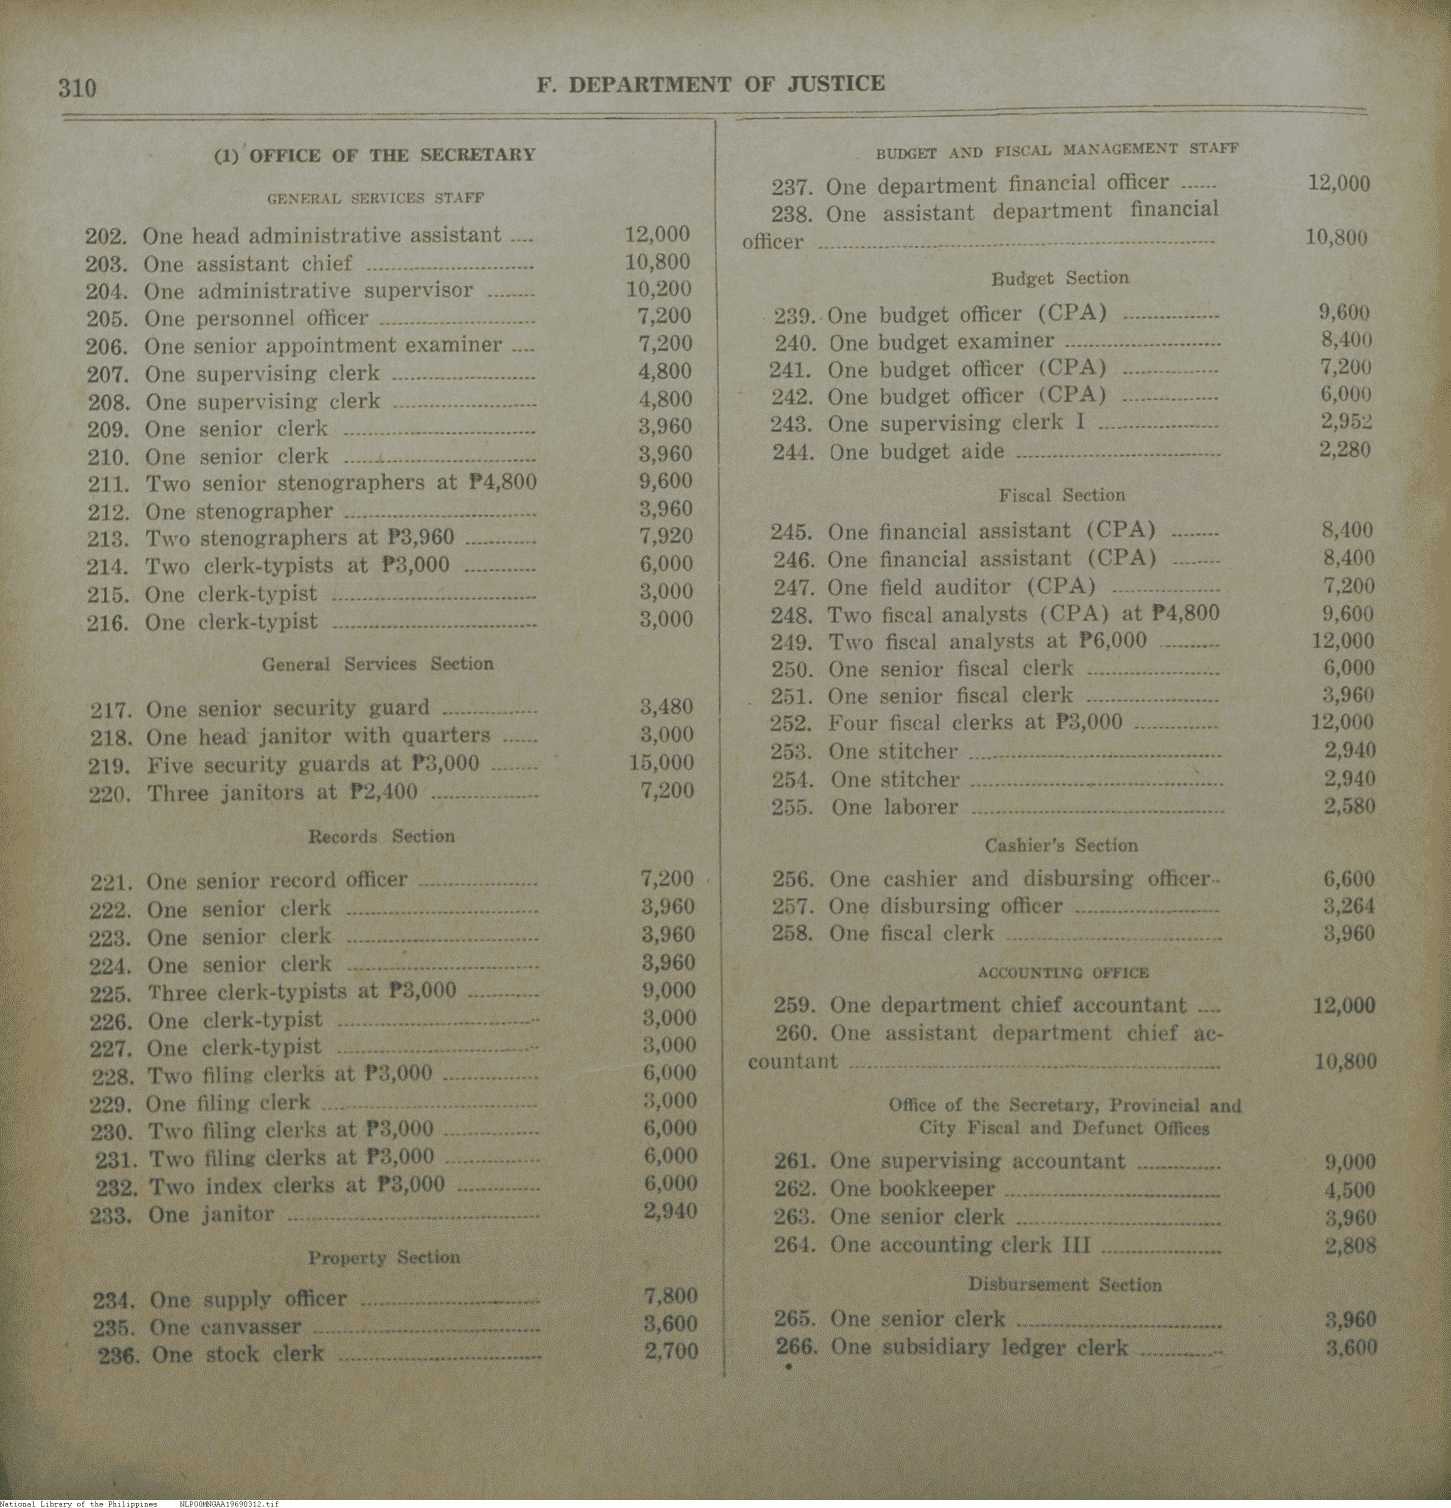 310
F. DEPARTMENT OF JUSTICE
(1) OFFICE OF THE SECRETARY
GENERAL SERVICES STAFF
202. One head administrative assistant .... 12,000
203. One assistant chief .... 10,800
204. One administrative supervisor .... 10,200
205. One personnel officer .... 7,200
206. One senior appointment examiner .... 7,200
207. One supervising clerk .... 4,800
208. One supervising clerk .... 4,800
209. One senior clerk .... 3,960
210. One senior clerk .... 3,960
211. Two senior stenographers at ₱4,800 9,600
212. One stenographer .... 3,960
213. Two stenographers at ₱3,960 .... 7,920
214. Two clerk-typists at ₱3,000 .... 6,000
215. One clerk-typist .... 3,000
216. One clerk-typist .... 3,000
General Services Section
217. One senior security guard .... 3,480
218. One head janitor with quarters .... 3,000
219. Five security guards at ₱3,000 .... 15,000
220. Three janitors at ₱2,400 .... 7,200
Records Section
221. One senior record officer .... 7,200
222. One senior clerk .... 3,960
223. One senior clerk .... 3,960
224. One senior clerk .... 3,960
225. Three clerk-typists at ₱3,000 .... 9,000
226. One clerk-typist .... 3,000
227. One clerk-typist .... 3,000
228. Two filing clerks at ₱3,000 .... 6,000
229. One filing clerk .... 3,000
230. Two filing clerks at ₱3,000 .... 6,000
231. Two filing clerks at ₱3,000 .... 6,000
232. Two index clerks at ₱3,000 .... 6,000
233. One janitor .... 2,940
Property Section
234. One supply officer .... 7,800
235. One canvasser .... 3,600
236. One stock clerk .... 2,700
BUDGET AND FISCAL MANAGEMENT STAFF
237. One department financial officer .... 12,000
238. One assistant department financial
officer .... 10,800
Budget Section
239. One budget officer (CPA) .... 9,600
240. One budget examiner .... 8,400
241. One budget officer (CPA) .... 7,200
242. One budget officer (CPA) .... 6,000
243. One supervising clerk I .... 2,952
244. One budget aide .... 2,280
Fiscal Section
245. One financial assistant (CPA) .... 8,400
246. One financial assistant (CPA) .... 8,400
247. One field auditor (CPA) .... 7,200
248. Two fiscal analysts (CPA) at ₱4,800 9,600
249. Two fiscal analysts at ₱6,000 .... 12,000
250. One senior fiscal clerk .... 6,000
251. One senior fiscal clerk .... 3,960
252. Four fiscal clerks at ₱3,000 .... 12,000
253. One stitcher .... 2,940
254. One stitcher .... 2,940
255. One laborer .... 2,580
Cashier's Section
256. One cashier and disbursing officer.. 6,600
257. One disbursing officer .... 3,264
258. One fiscal clerk .... 3,960
ACCOUNTING OFFICE
259. One department chief accountant .... 12,000
260. One assistant department chief ac-
countant .... 10,800
Office of the Secretary, Provincial and
City Fiscal and Defunct Offices
261. One supervising accountant .... 9,000
262. One bookkeeper .... 4,500
263. One senior clerk .... 3,960
264. One accounting clerk III .... 2,808
Disbursement Section
265. One senior clerk .... 3,960
266. One subsidiary ledger clerk .... 3,600
National Library of the Philippines NLPOOMNGAA19690312.tif